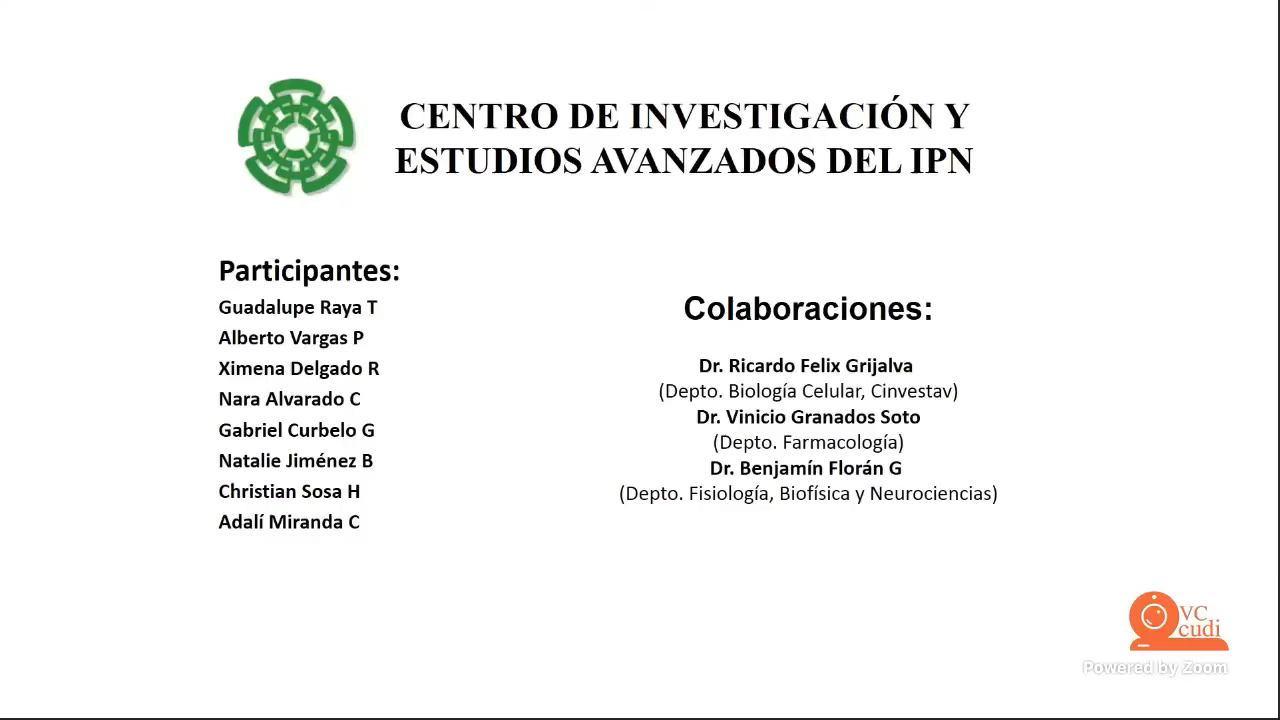 CENTRO DE INVESTIGACIÓN Y
ESTUDIOS AVANZADOS DEL IPN
Participantes:
Guadalupe Raya T
Alberto Vargas P
Ximena Delgado R
Nara Alvarado C
Gabriel Curbelo G
Natalie Jiménez B
Christian Sosa H
Adalí Miranda C
Colaboraciones:
Dr. Ricardo Felix Grijalva
(Depto. Biología Celular, Cinvestav)
Dr. Vinicio Granados Soto
(Depto. Farmacología)
Dr. Benjamín Florán G
(Depto. Fisiología, Biofísica y Neurociencias)
VC
cudi
Powered by Zoom